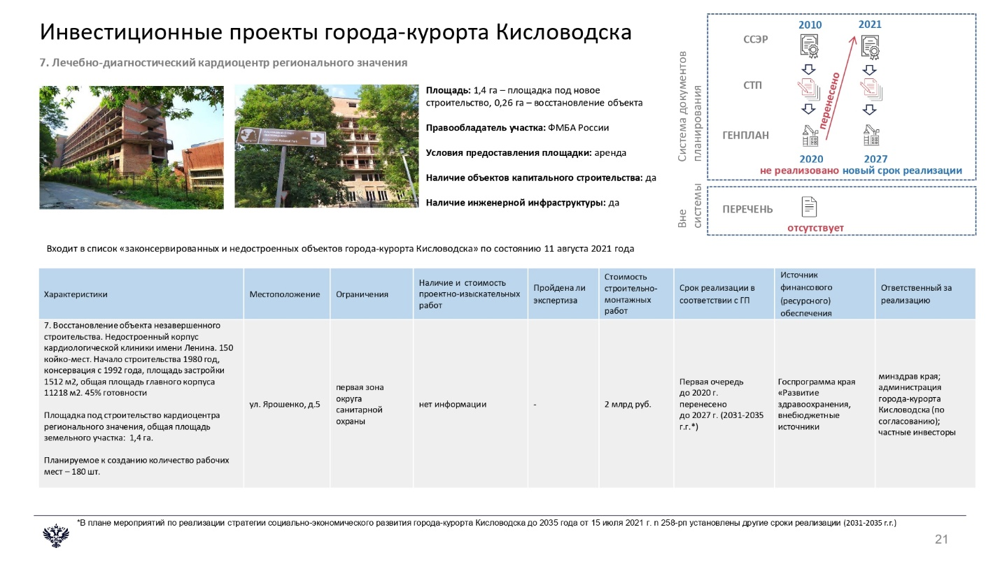 Инвестиционные проекты города-курорта Кисловодска
7. Лечебно-диагностический кардиоцентр регионального значения
Площадь: 1,4 га – площадка под новое
строительство, 0,26 га – восстановление объекта
Правообладатель участка: ФМБА России
Условия предоставления площадки: аренда
Наличие объектов капитального строительства: да
Наличие инженерной инфраструктуры: да
Kislovodsk National Park
Система документов
планирования
2010
2021
ССЭР
СТП
ГЕНПЛАН
перенесено
2020
2027
не реализовано новый срок реализации
Вне
системы
ПЕРЕЧЕНЬ
отсутствует
Входит в список «законсервированных и недостроенных объектов города-курорта Кисловодска» по состоянию 11 августа 2021 года
Характеристики
Местоположение
Ограничения
Наличие и стоимость
проектно-изыскательных
работ
Пройдена ли
экспертиза
Стоимость
строительно-
монтажных
работ
Срок реализации в
соответствии с ГП
Источник
финансового
(ресурсного)
обеспечения
Ответственный за
реализацию
7. Восстановление объекта незавершенного
строительства. Недостроенный корпус
кардиологической клиники имени Ленина. 150
койко-мест. Начало строительства 1980 год,
консервация с 1992 года, площадь застройки
1512 м2, общая площадь главного корпуса
11218 м2. 45% готовности
Площадка под строительство кардиоцентра
регионального значения, общая площадь
земельного участка: 1,4 га.
Планируемое к созданию количество рабочих
мест – 180 шт.
ул. Ярошенко, д.5
первая зона
округа
санитарной
охраны
нет информации
-
2 млрд руб.
Первая очередь
до 2020 г.
перенесено
до 2027 г. (2031-2035
г.г.*)
Госпрограмма края
«Развитие
здравоохранения,
внебюджетные
источники
минздрав края;
администрация
города-курорта
Кисловодска (по
согласованию);
частные инвесторы
*В плане мероприятий по реализации стратегии социально-экономического развития города-курорта Кисловодска до 2035 года от 15 июля 2021 г. n 258-рп установлены другие сроки реализации (2031-2035 г.г.)
21